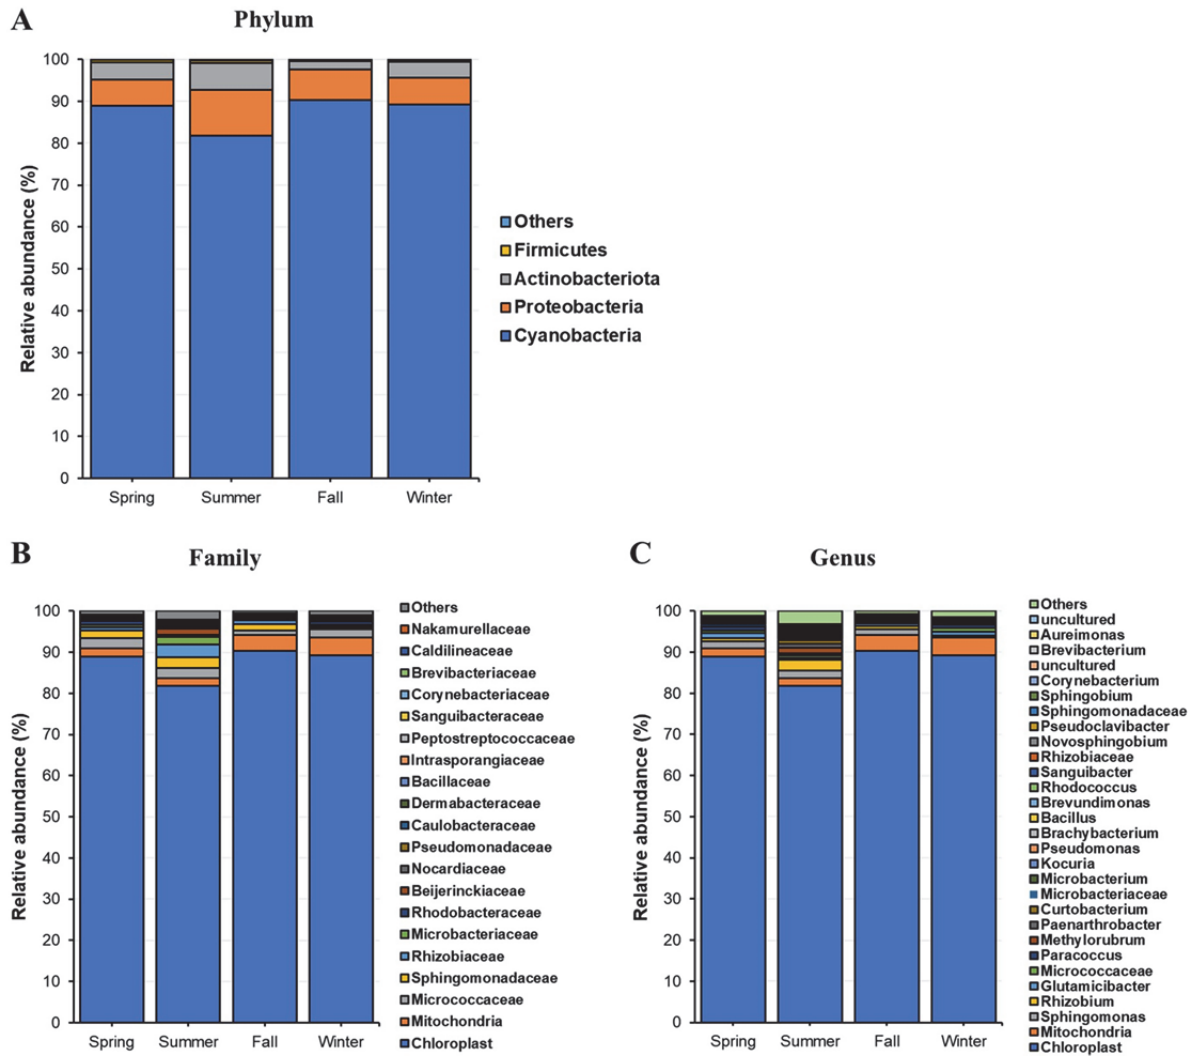 A
Phylum
Relative abundance (%)
100
90
80
70
60
50
40
30
20
10
0
Spring
Summer
Fall
Winter
Others
Firmicutes
Actinobacteriota
Proteobacteria
Cyanobacteria
B
Family
Relative abundance (%)
100
90
80
70
60
50
40
30
20
10
0
Spring
Summer
Fall
Winter
Others
Nakamurellaceae
Caldilineaceae
Brevibacteriaceae
Corynebacteriaceae
Sanguibacteraceae
Peptostreptococcaceae
Intrasporangiaceae
Bacillaceae
Dermabacteraceae
Caulobacteraceae
Pseudomonadaceae
Nocardiaceae
Beijerinckiaceae
Rhodobacteraceae
Microbacteriaceae
Rhizobiaceae
Sphingomonadaceae
Micrococcaceae
Mitochondria
Chloroplast
C
Genus
Relative abundance (%)
100
90
80
70
60
50
40
30
20
10
0
Spring
Summer
Fall
Winter
Others
uncultured
Aureimonas
Brevibacterium
uncultured
Corynebacterium
Sphingobium
Sphingomonadaceae
Pseudoclavibacter
Novosphingobium
Rhizobiaceae
Sanguibacter
Rhodococcus
Brevundimonas
Bacillus
Brachybacterium
Pseudomonas
Kocuria
Microbacterium
Microbacteriaceae
Curtobacterium
Paenarthrobacter
Methylorubrum
Paracoccus
Micrococcaceae
Glutamicibacter
Rhizobium
Sphingomonas
Mitochondria
Chloroplast